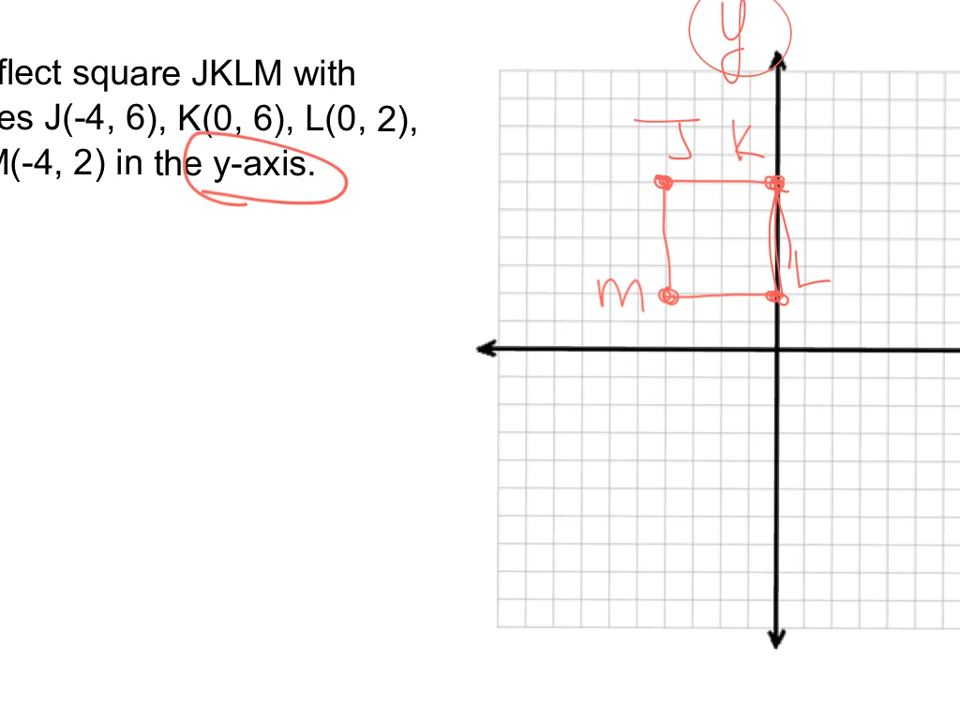 flect square JKLM with
es J(-4, 6), K(0, 6), L(0, 2),
M(-4, 2) in the y-axis.
y
J K
L
M